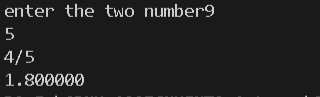 enter the two number9
5
4/5
1.800000